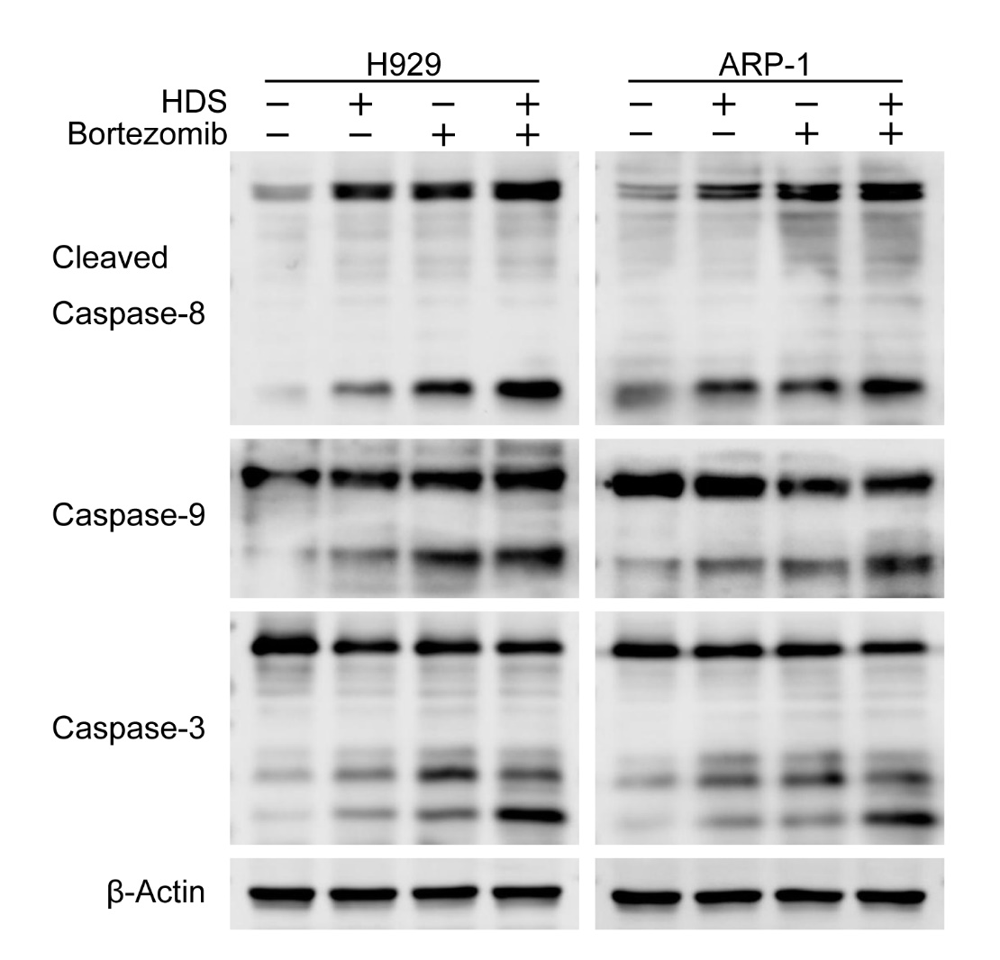 H929 ARP-1
HDS − + − + − + − +
Bortezomib − − + + − − + +
Cleaved
Caspase-8
Caspase-9
Caspase-3
β-Actin